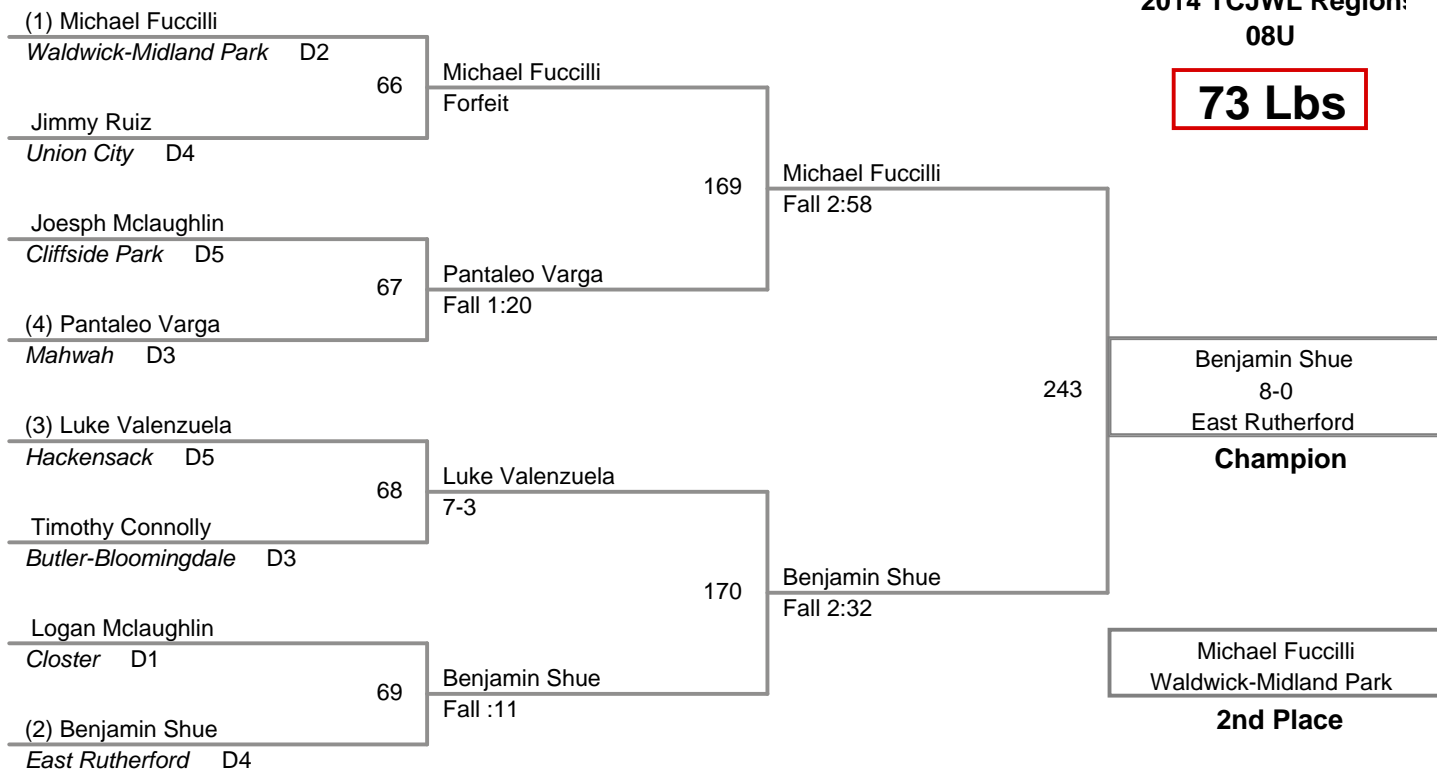 (1) Michael Fuccilli
Waldwick-Midland Park D2
66
Jimmy Ruiz
Union City D4
Joesph Mclaughlin
Cliffside Park D5
67
(4) Pantaleo Varga
Mahwah D3
(3) Luke Valenzuela
Hackensack D5
68
Timothy Connolly
Butler-Bloomingdale D3
Logan Mclaughlin
Closter D1
69
(2) Benjamin Shue
East Rutherford D4
Michael Fuccilli
Forfeit
169
Pantaleo Varga
Fall 1:20
Luke Valenzuela
7-3
170
Benjamin Shue
Fall :11
Michael Fuccilli
Fall 2:58
243
Benjamin Shue
Fall 2:32
2014 TCJWL
08U
73 Lbs
Benjamin Shue
8-0
East Rutherford
Champion
Michael Fuccilli
Waldwick-Midland Park
2nd Place